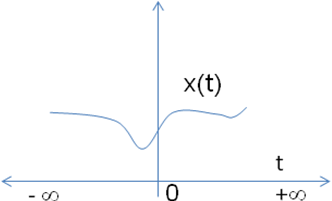 x(t)
t
- ∞ 0 +∞